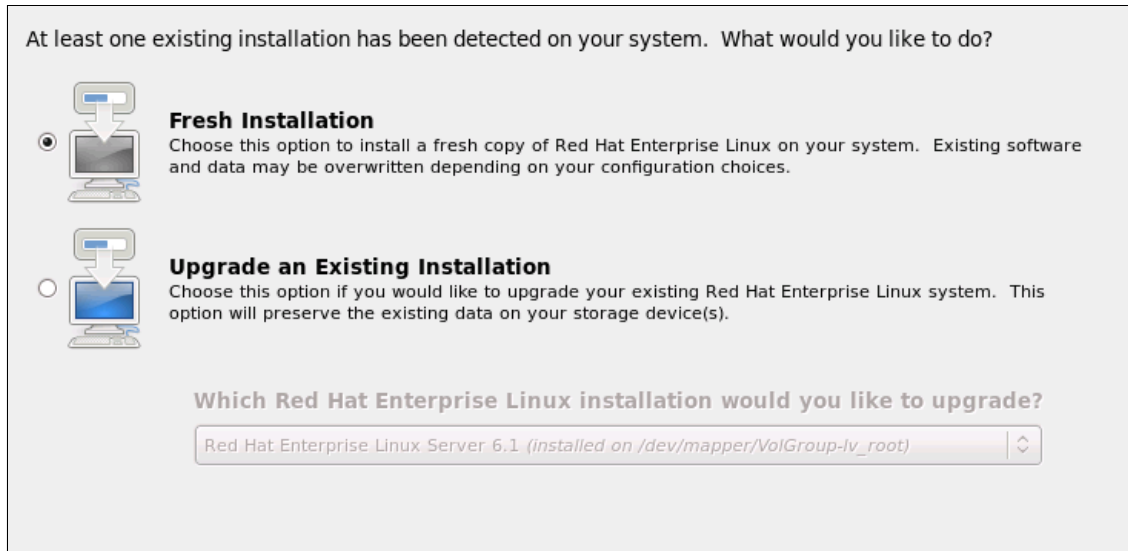 At least one existing installation has been detected on your system.  What would you like to do?
Fresh Installation
Choose this option to install a fresh copy of Red Hat Enterprise Linux on your system.  Existing software
and data may be overwritten depending on your configuration choices.
Upgrade an Existing Installation
Choose this option if you would like to upgrade your existing Red Hat Enterprise Linux system.  This
option will preserve the existing data on your storage device(s).
Which Red Hat Enterprise Linux installation would you like to upgrade?
Red Hat Enterprise Linux Server 6.1 (installed on /dev/mapper/VolGroup-lv_root)